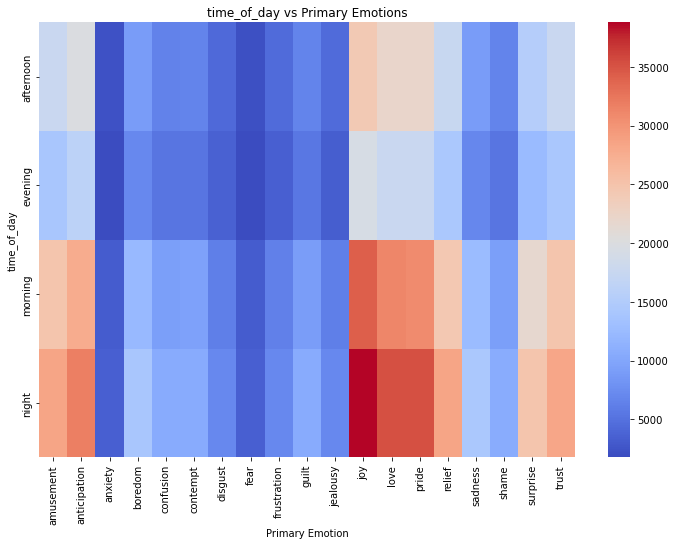 time_of_day vs Primary Emotions
time_of_day
afternoon
evening
morning
night
amusement
anticipation
anxiety
boredom
confusion
contempt
disgust
fear
frustration
guilt
jealousy
joy
love
pride
relief
sadness
shame
surprise
trust
Primary Emotion
35000
30000
25000
20000
15000
10000
5000